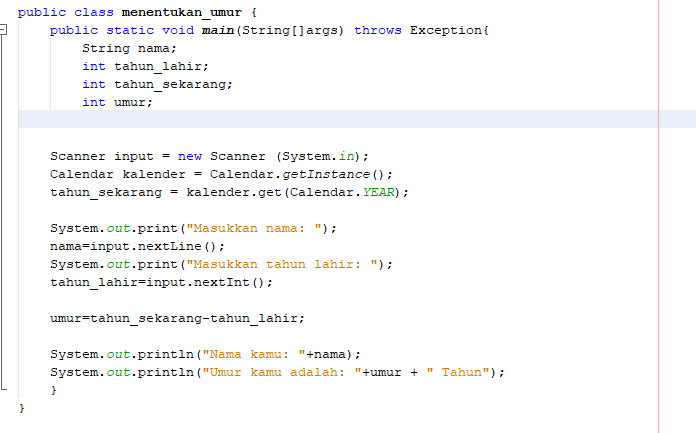 public class menentukan_umur {
public static void main(String[]args) throws Exception{
String nama;
int tahun_lahir;
int tahun_sekarang;
int umur;
Scanner input = new Scanner (System.in);
Calendar kalender = Calendar.getInstance();
tahun_sekarang = kalender.get(Calendar.YEAR);
System.out.print("Masukkan nama: ");
nama=input.nextLine();
System.out.print("Masukkan tahun lahir: ");
tahun_lahir=input.nextInt();
umur=tahun_sekarang-tahun_lahir;
System.out.println("Nama kamu: "+nama);
System.out.println("Umur kamu adalah: "+umur + " Tahun");
}
}